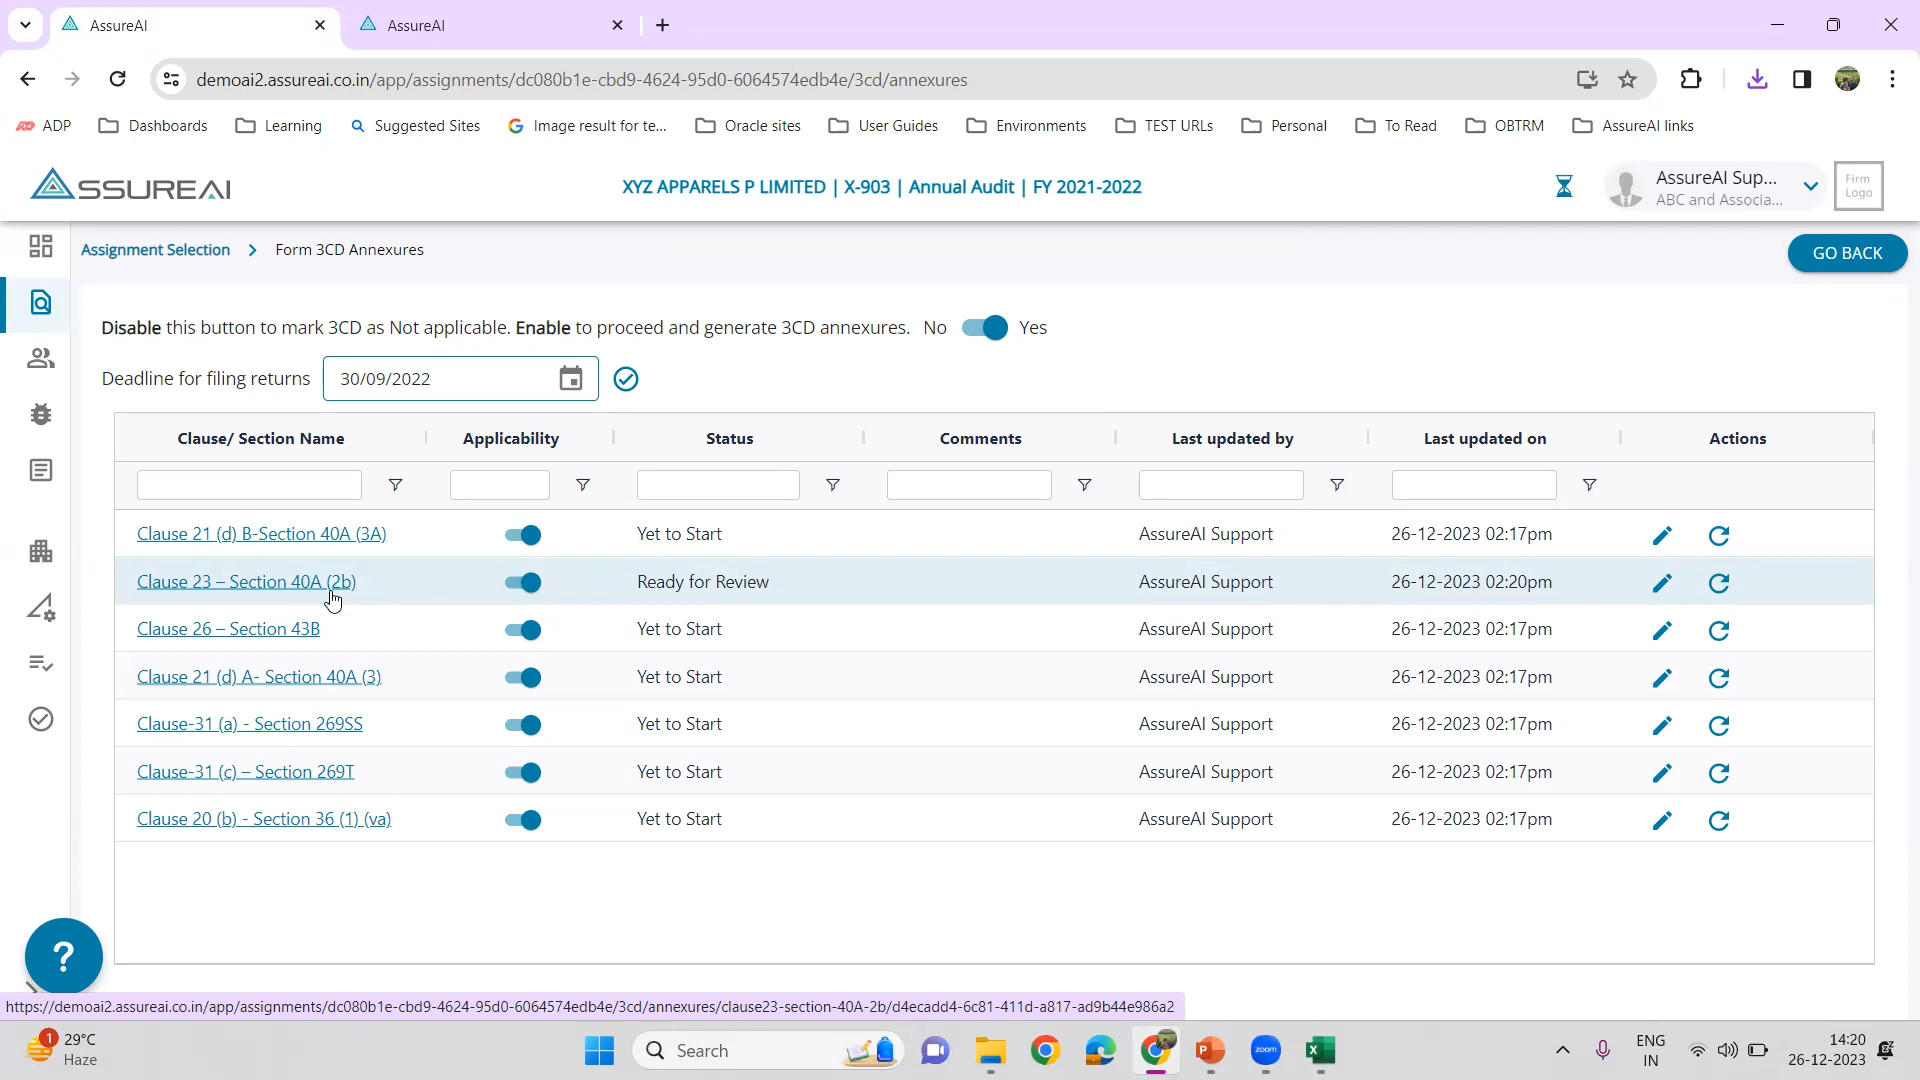 AssureAI
AssureAI
demoai2.assureai.co.in/app/assignments/dc080b1e-cbd9-4624-95d0-6064574edb4e/3cd/annexures
ADP Dashboards Learning Suggested Sites Image result for te... Oracle sites User Guides Environments TEST URLs Personal To Read OBTRM AssureAI links
SSUREAI
XYZ APPARELS P LIMITED | X-903 | Annual Audit | FY 2021-2022
AssureAI Sup...
ABC and Associa...
Firm
Logo
Assignment Selection > Form 3CD Annexures
GO BACK
Disable this button to mark 3CD as Not applicable. Enable to proceed and generate 3CD annexures. No Yes
Deadline for filing returns 30/09/2022
Clause/ Section Name Applicability Status Comments Last updated by Last updated on Actions
Clause 21 (d) B-Section 40A (3A) Yet to Start AssureAI Support 26-12-2023 02:17pm
Clause 23 – Section 40A (2b) Ready for Review AssureAI Support 26-12-2023 02:20pm
Clause 26 – Section 43B Yet to Start AssureAI Support 26-12-2023 02:17pm
Clause 21 (d) A- Section 40A (3) Yet to Start AssureAI Support 26-12-2023 02:17pm
Clause-31 (a) - Section 269SS Yet to Start AssureAI Support 26-12-2023 02:17pm
Clause-31 (c) – Section 269T Yet to Start AssureAI Support 26-12-2023 02:17pm
Clause 20 (b) - Section 36 (1) (va) Yet to Start AssureAI Support 26-12-2023 02:17pm
?
https://demoai2.assureai.co.in/app/assignments/dc080b1e-cbd9-4624-95d0-6064574edb4e/3cd/annexures/clause23-section-40A-2b/d4ecadd4-6c81-411d-a817-ad9b44e986a2
1
29°C
Haze
Search
zoom
ENG
IN
14:20
26-12-2023